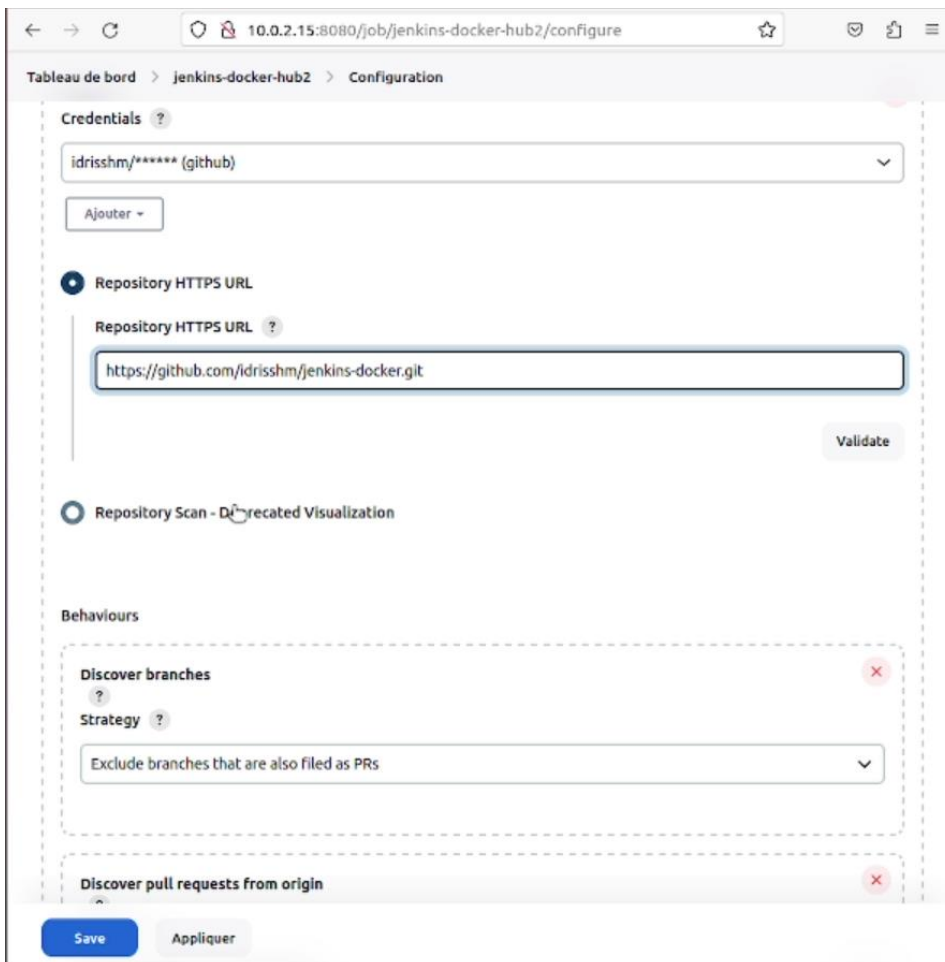 10.0.2.15:8080/job/jenkins-docker-hub2/configure
Tableau de bord > jenkins-docker-hub2 > Configuration
Credentials ?
idrisshm/****** (github)
Ajouter
Repository HTTPS URL
Repository HTTPS URL ?
https://github.com/idrisshm/jenkins-docker.git
Validate
Repository Scan - Deprecated Visualization
Behaviours
Discover branches
?
Strategy ?
Exclude branches that are also filed as PRs
Discover pull requests from origin
?
Save Appliquer